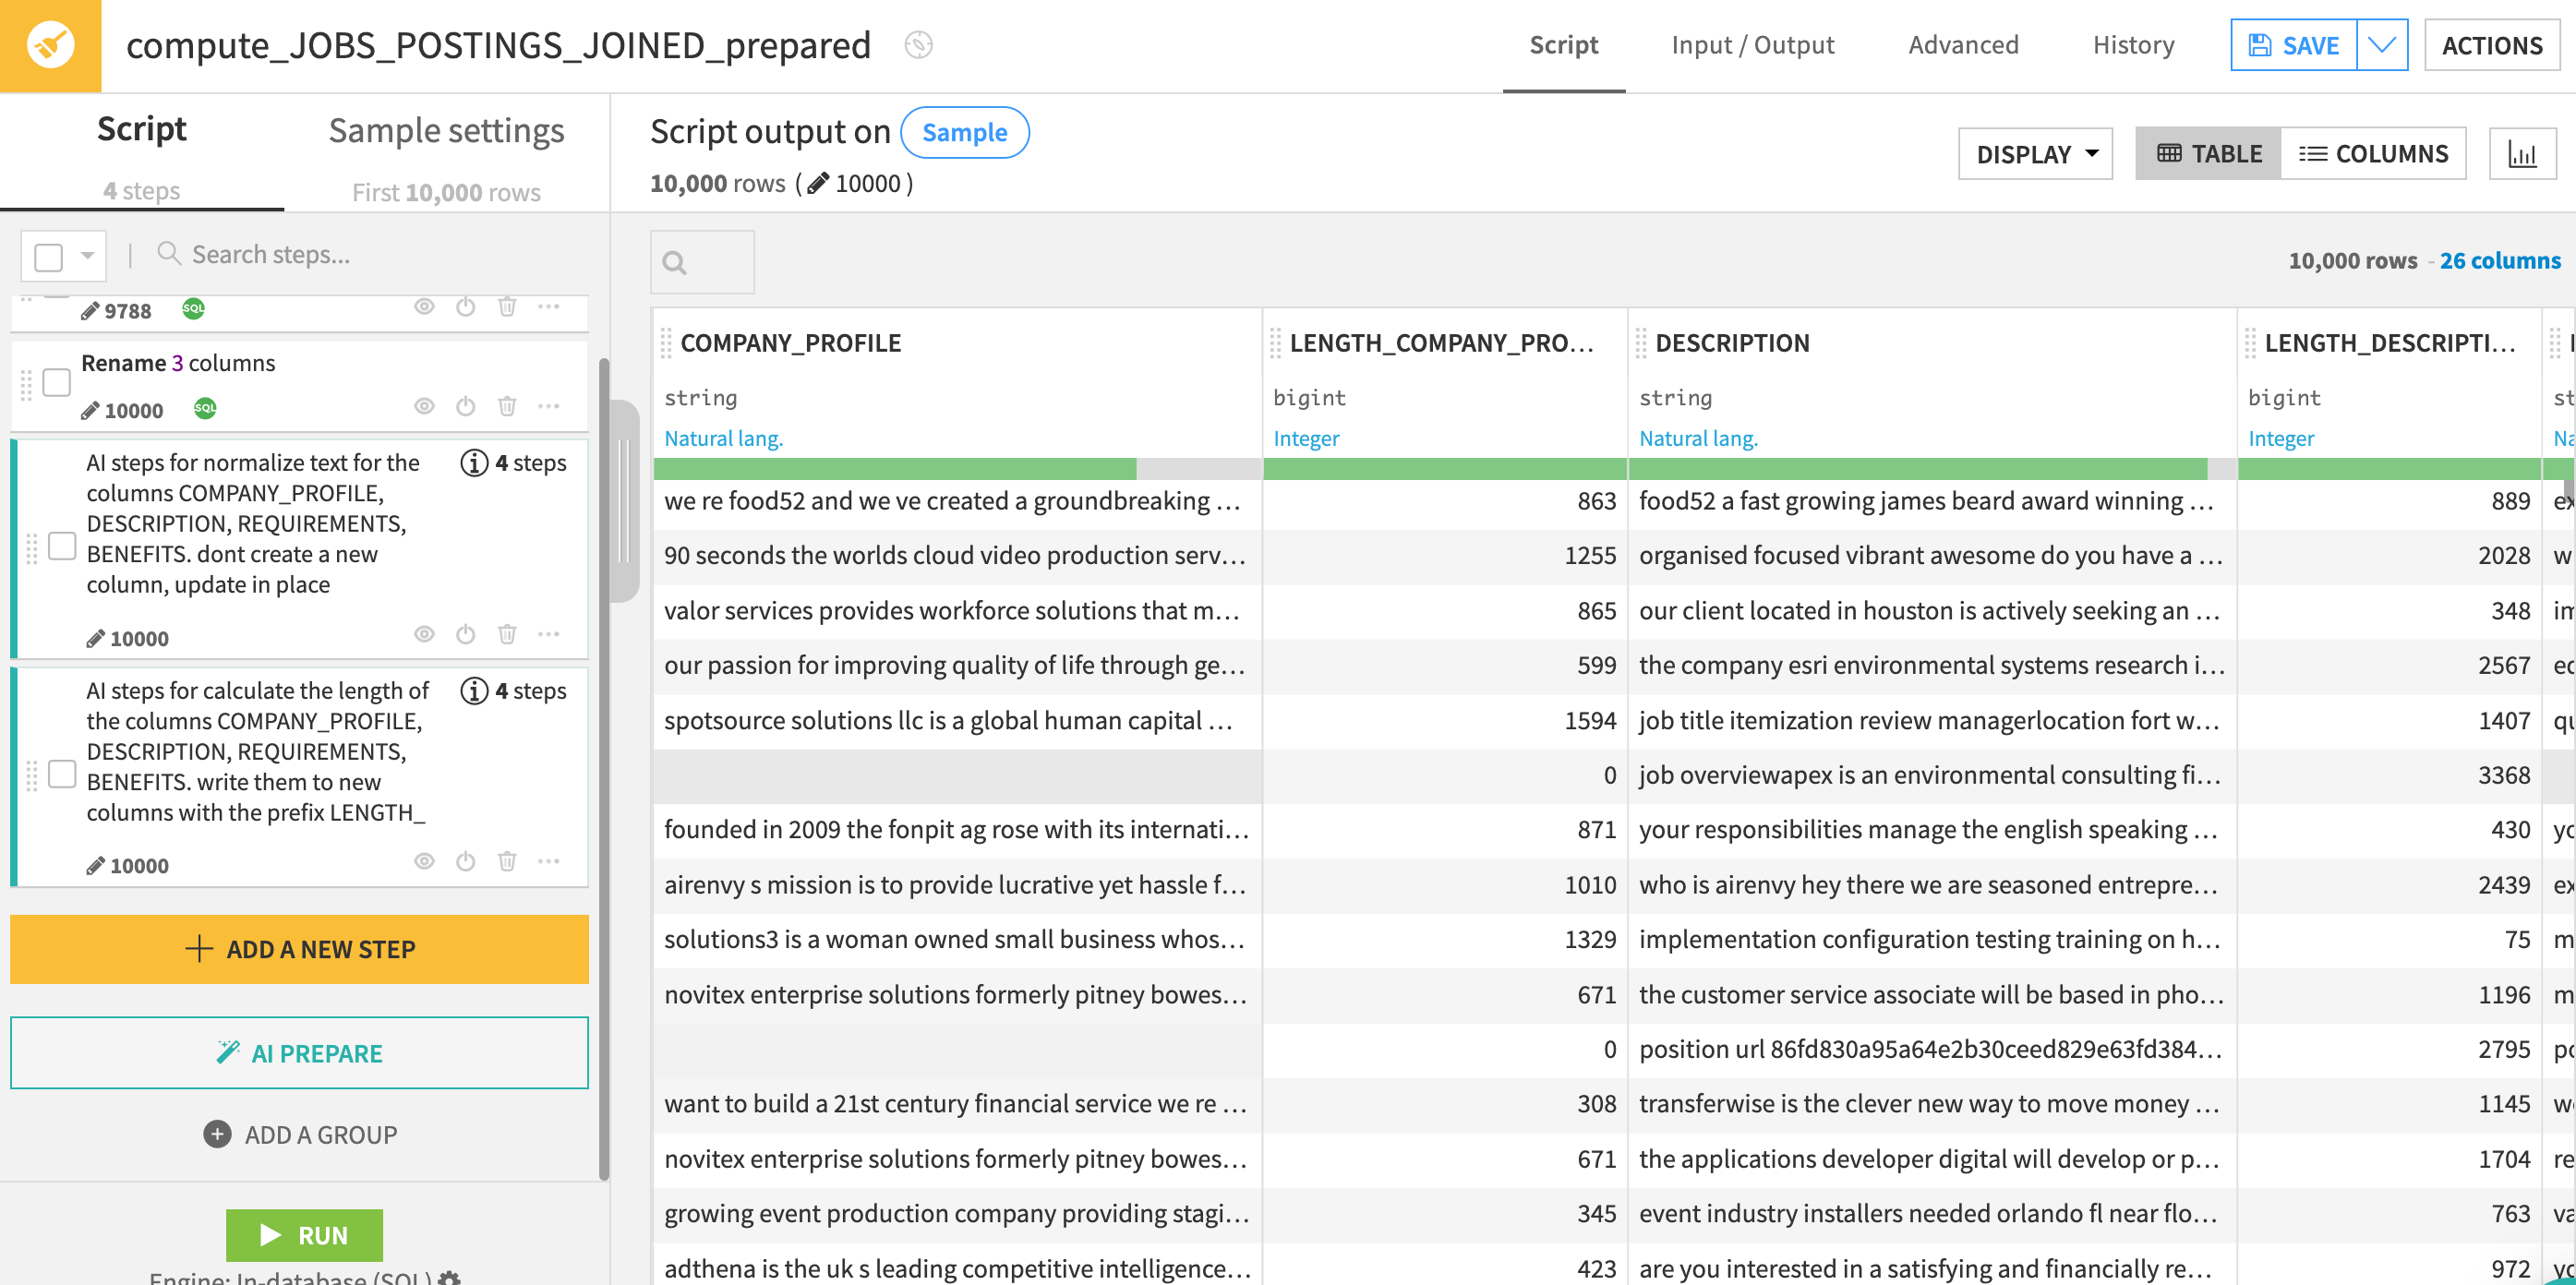 compute_JOBS_POSTINGS_JOINED_prepared
Script
Input / Output
Advanced
History
SAVE
ACTIONS
Script
4 steps
Sample settings
First 10,000 rows
Script output on Sample
10,000 rows ( 10000 )
DISPLAY
TABLE
COLUMNS
Search steps...
10,000 rows - 26 columns
9788
SQL
Rename 3 columns
10000
SQL
AI steps for normalize text for the
columns COMPANY_PROFILE,
DESCRIPTION, REQUIREMENTS,
BENEFITS. dont create a new
column, update in place
4 steps
10000
AI steps for calculate the length of
the columns COMPANY_PROFILE,
DESCRIPTION, REQUIREMENTS,
BENEFITS. write them to new
columns with the prefix LENGTH_
4 steps
10000
ADD A NEW STEP
AI PREPARE
ADD A GROUP
RUN
Engine: In-database (SQL)
COMPANY_PROFILE LENGTH_COMPANY_PRO... DESCRIPTION LENGTH_DESCRIPTI...
string bigint string bigint st
Natural lang. Integer Natural lang. Integer Na
we re food52 and we ve created a groundbreaking ... 863 food52 a fast growing james beard award winning ... 889 ex
90 seconds the worlds cloud video production serv... 1255 organised focused vibrant awesome do you have a ... 2028 w
valor services provides workforce solutions that m... 865 our client located in houston is actively seeking an ... 348 im
our passion for improving quality of life through ge... 599 the company esri environmental systems research i... 2567 ec
spotsource solutions llc is a global human capital ... 1594 job title itemization review managerlocation fort w... 1407 qu
0 job overviewapex is an environmental consulting fi... 3368
founded in 2009 the fonpit ag rose with its internati... 871 your responsibilities manage the english speaking ... 430 yo
airenvy s mission is to provide lucrative yet hassle f... 1010 who is airenvy hey there we are seasoned entrepre... 2439 ex
solutions3 is a woman owned small business whos... 1329 implementation configuration testing training on h... 75 m
novitex enterprise solutions formerly pitney bowes... 671 the customer service associate will be based in pho... 1196 m
0 position url 86fd830a95a64e2b30ceed829e63fd384... 2795 po
want to build a 21st century financial service we re ... 308 transferwise is the clever new way to move money ... 1145 we
novitex enterprise solutions formerly pitney bowes... 671 the applications developer digital will develop or p... 1704 re
growing event production company providing stagi... 345 event industry installers needed orlando fl near flo... 763 va
adthena is the uk s leading competitive intelligence... 423 are you interested in a satisfying and financially re... 972 yo